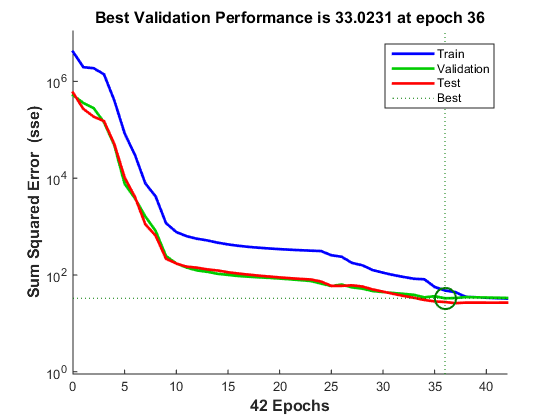 Best Validation Performance is 33.0231 at epoch 36
Train
Validation
Test
Best
Sum Squared Error (sse)
10^6
10^4
10^2
10^0
0 5 10 15 20 25 30 35 40
42 Epochs